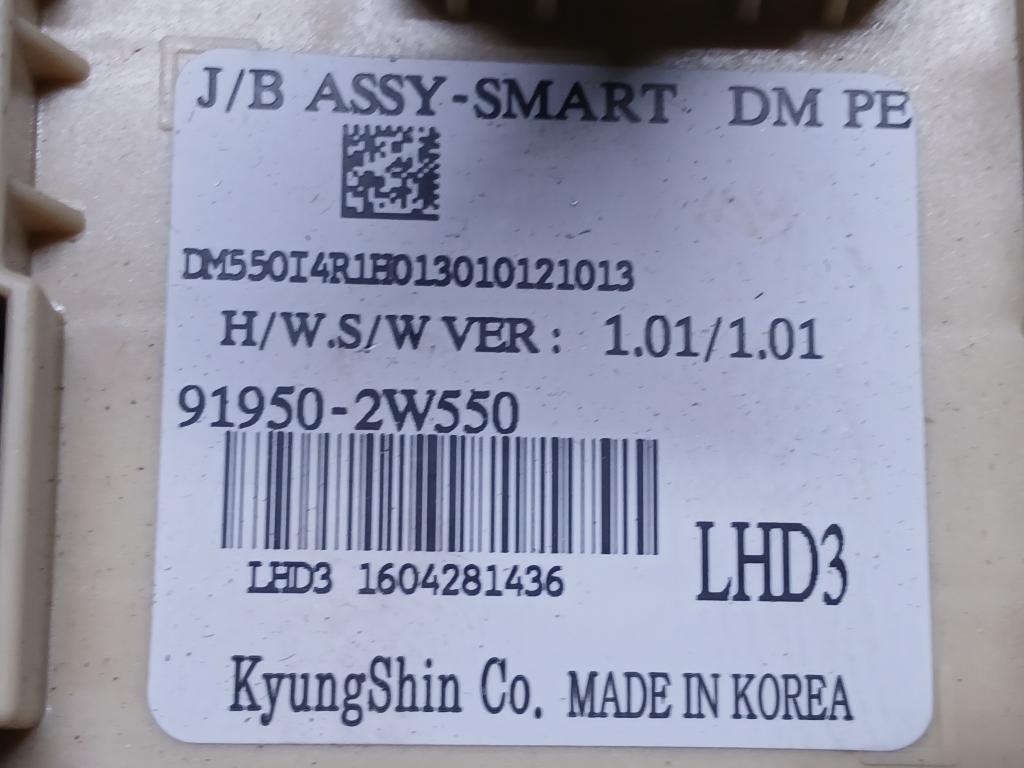 J/B ASSY-SMART DM PE
DM550I4R1H013010121013
H/W.S/W VER : 1.01/1.01
91950-2W550
LHD3 1604281436
LHD3
KyungShin Co. MADE IN KOREA